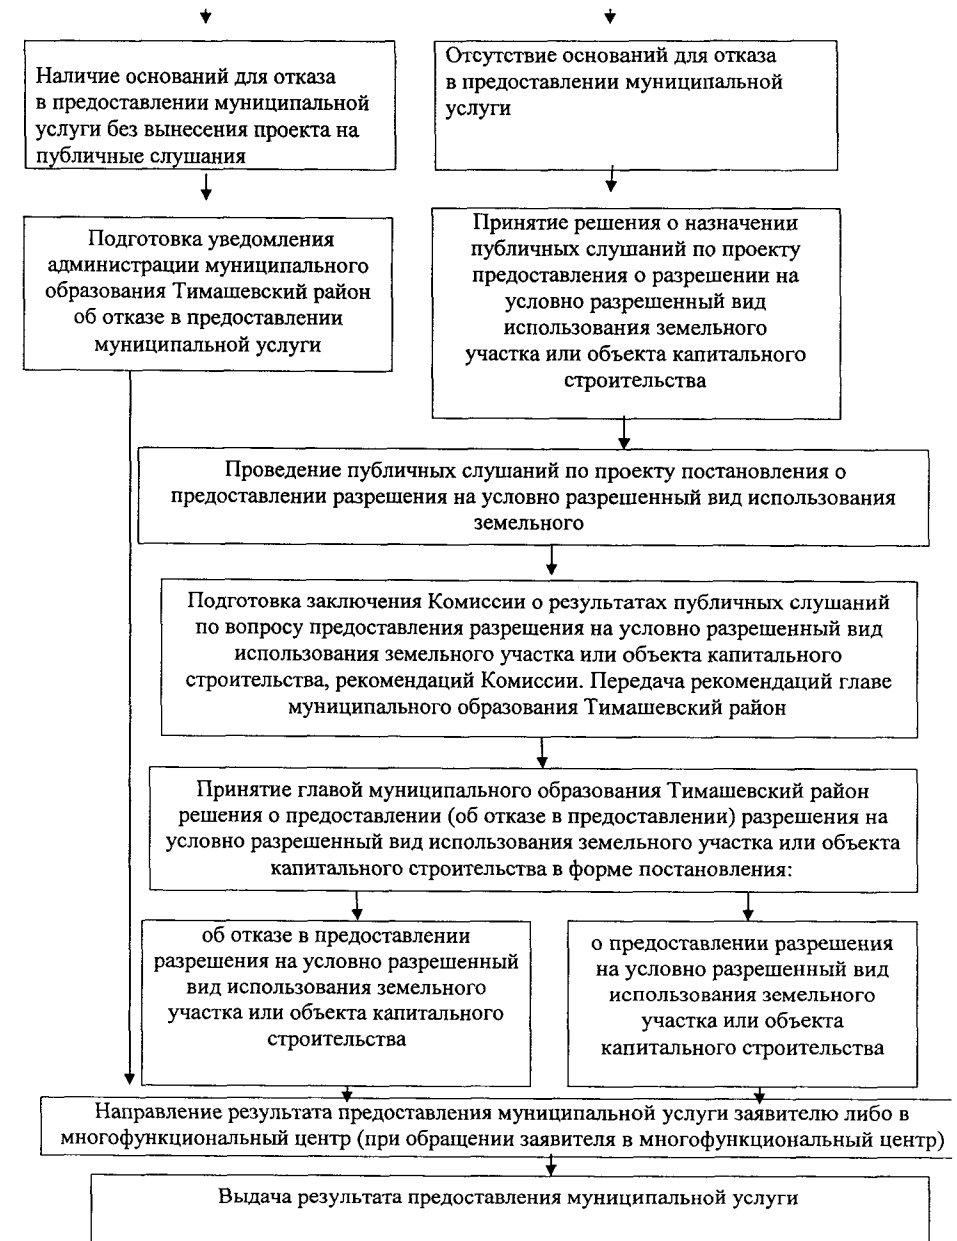 Наличие оснований для отказа
в предоставлении муниципальной
услуги без вынесения проекта на
публичные слушания
Отсутствие оснований для отказа
в предоставлении муниципальной
услуги
Подготовка уведомления
администрации муниципального
образования Тимашевский район
об отказе в предоставлении
муниципальной услуги
Принятие решения о назначении
публичных слушаний по проекту
предоставления о разрешении на
условно разрешенный вид
использования земельного
участка или объекта капитального
строительства
Проведение публичных слушаний по проекту постановления о
предоставлении разрешения на условно разрешенный вид использования
земельного
Подготовка заключения Комиссии о результатах публичных слушаний
по вопросу предоставления разрешения на условно разрешенный вид
использования земельного участка или объекта капитального
строительства, рекомендаций Комиссии. Передача рекомендаций главе
муниципального образования Тимашевский район
Принятие главой муниципального образования Тимашевский район
решения о предоставлении (об отказе в предоставлении) разрешения на
условно разрешенный вид использования земельного участка или объекта
капитального строительства в форме постановления:
об отказе в предоставлении
разрешения на условно разрешенный
вид использования земельного
участка или объекта капитального
строительства
о предоставлении разрешения
на условно разрешенный вид
использования земельного
участка или объекта
капитального строительства
Направление результата предоставления муниципальной услуги заявителю либо в
многофункциональный центр (при обращении заявителя в многофункциональный центр)
Выдача результата предоставления муниципальной услуги